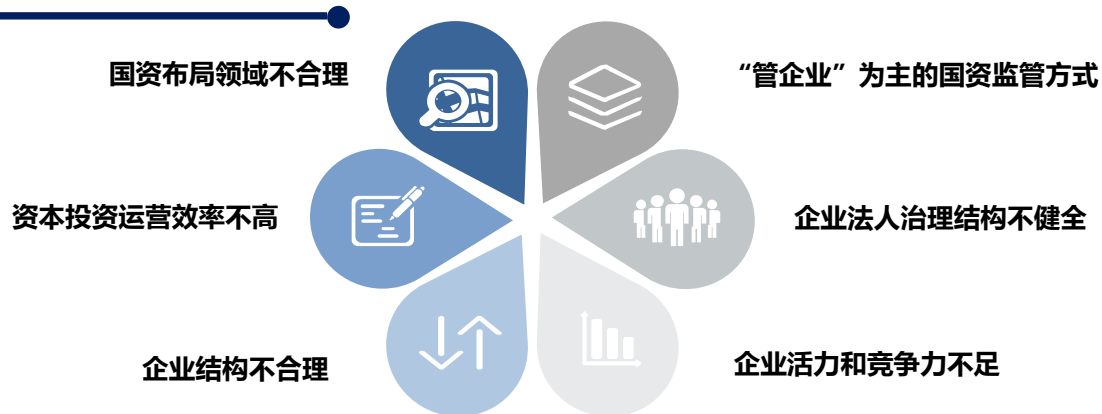 国资布局领域不合理
“管企业”为主的国资监管方式
资本投资运营效率不高
企业法人治理结构不健全
企业结构不合理
企业活力和竞争力不足